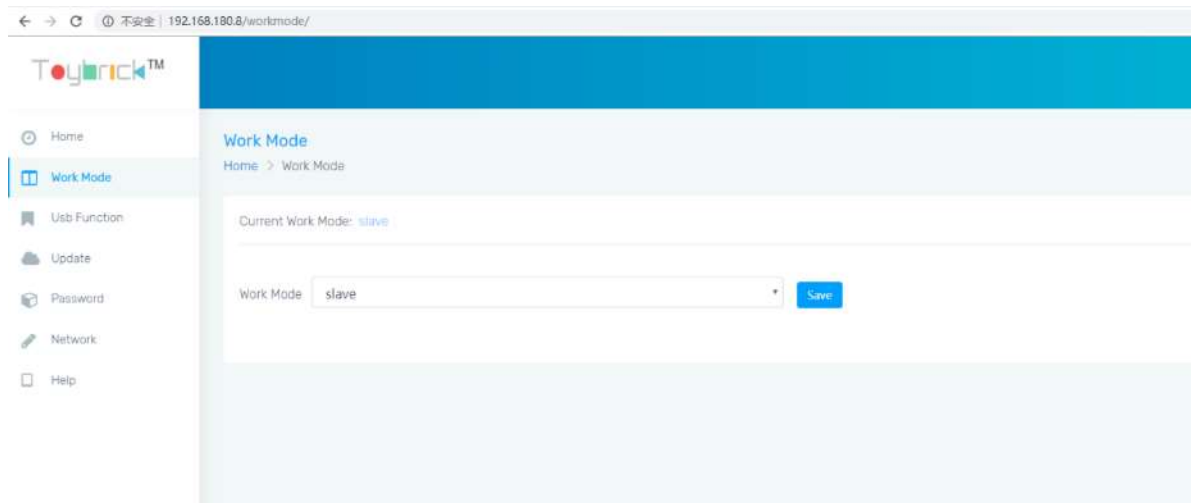 不安全 | 192.168.180.8/workmode/
Toybrick™
Home
Work Mode
Usb Function
Update
Password
Network
Help
Work Mode
Home > Work Mode
Current Work Mode: slave
Work Mode slave Save